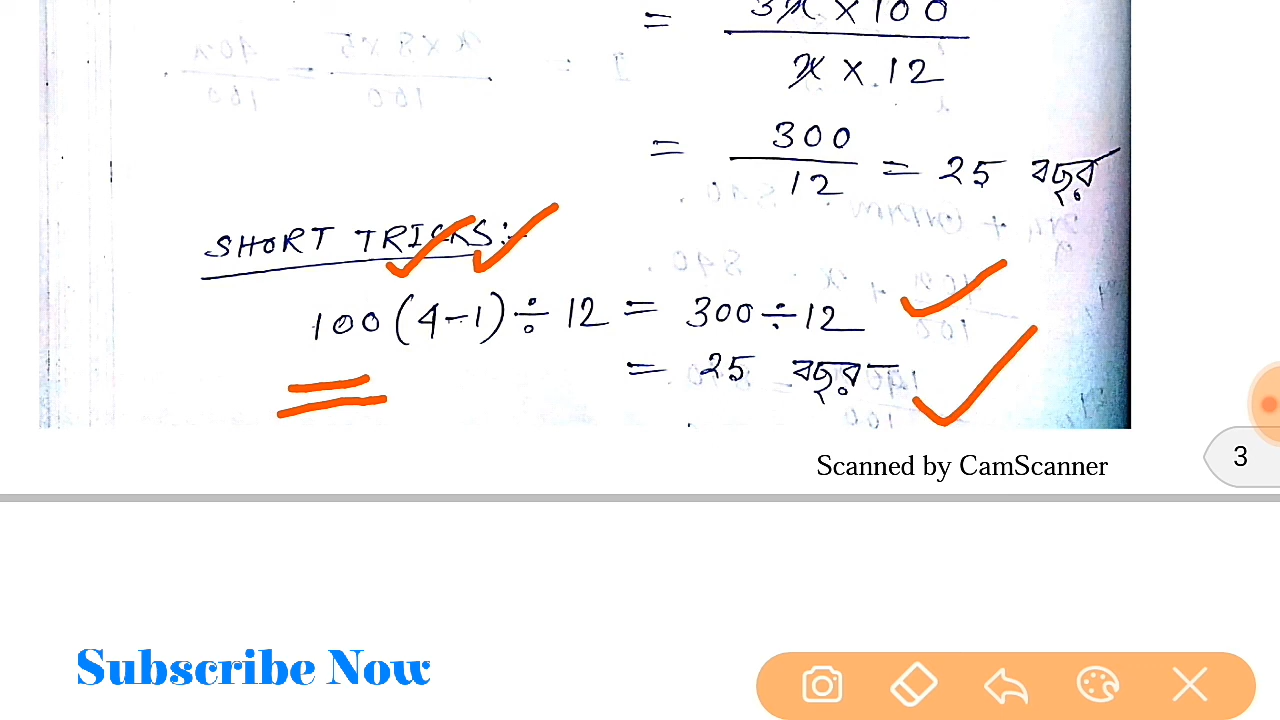 = 3x × 100 / x × 12
= 300 / 12 = 25 বছর
SHORT TRICKS:-
100(4-1) ÷ 12 = 300 ÷ 12
= 25 বছর
Scanned by CamScanner
3
Subscribe Now